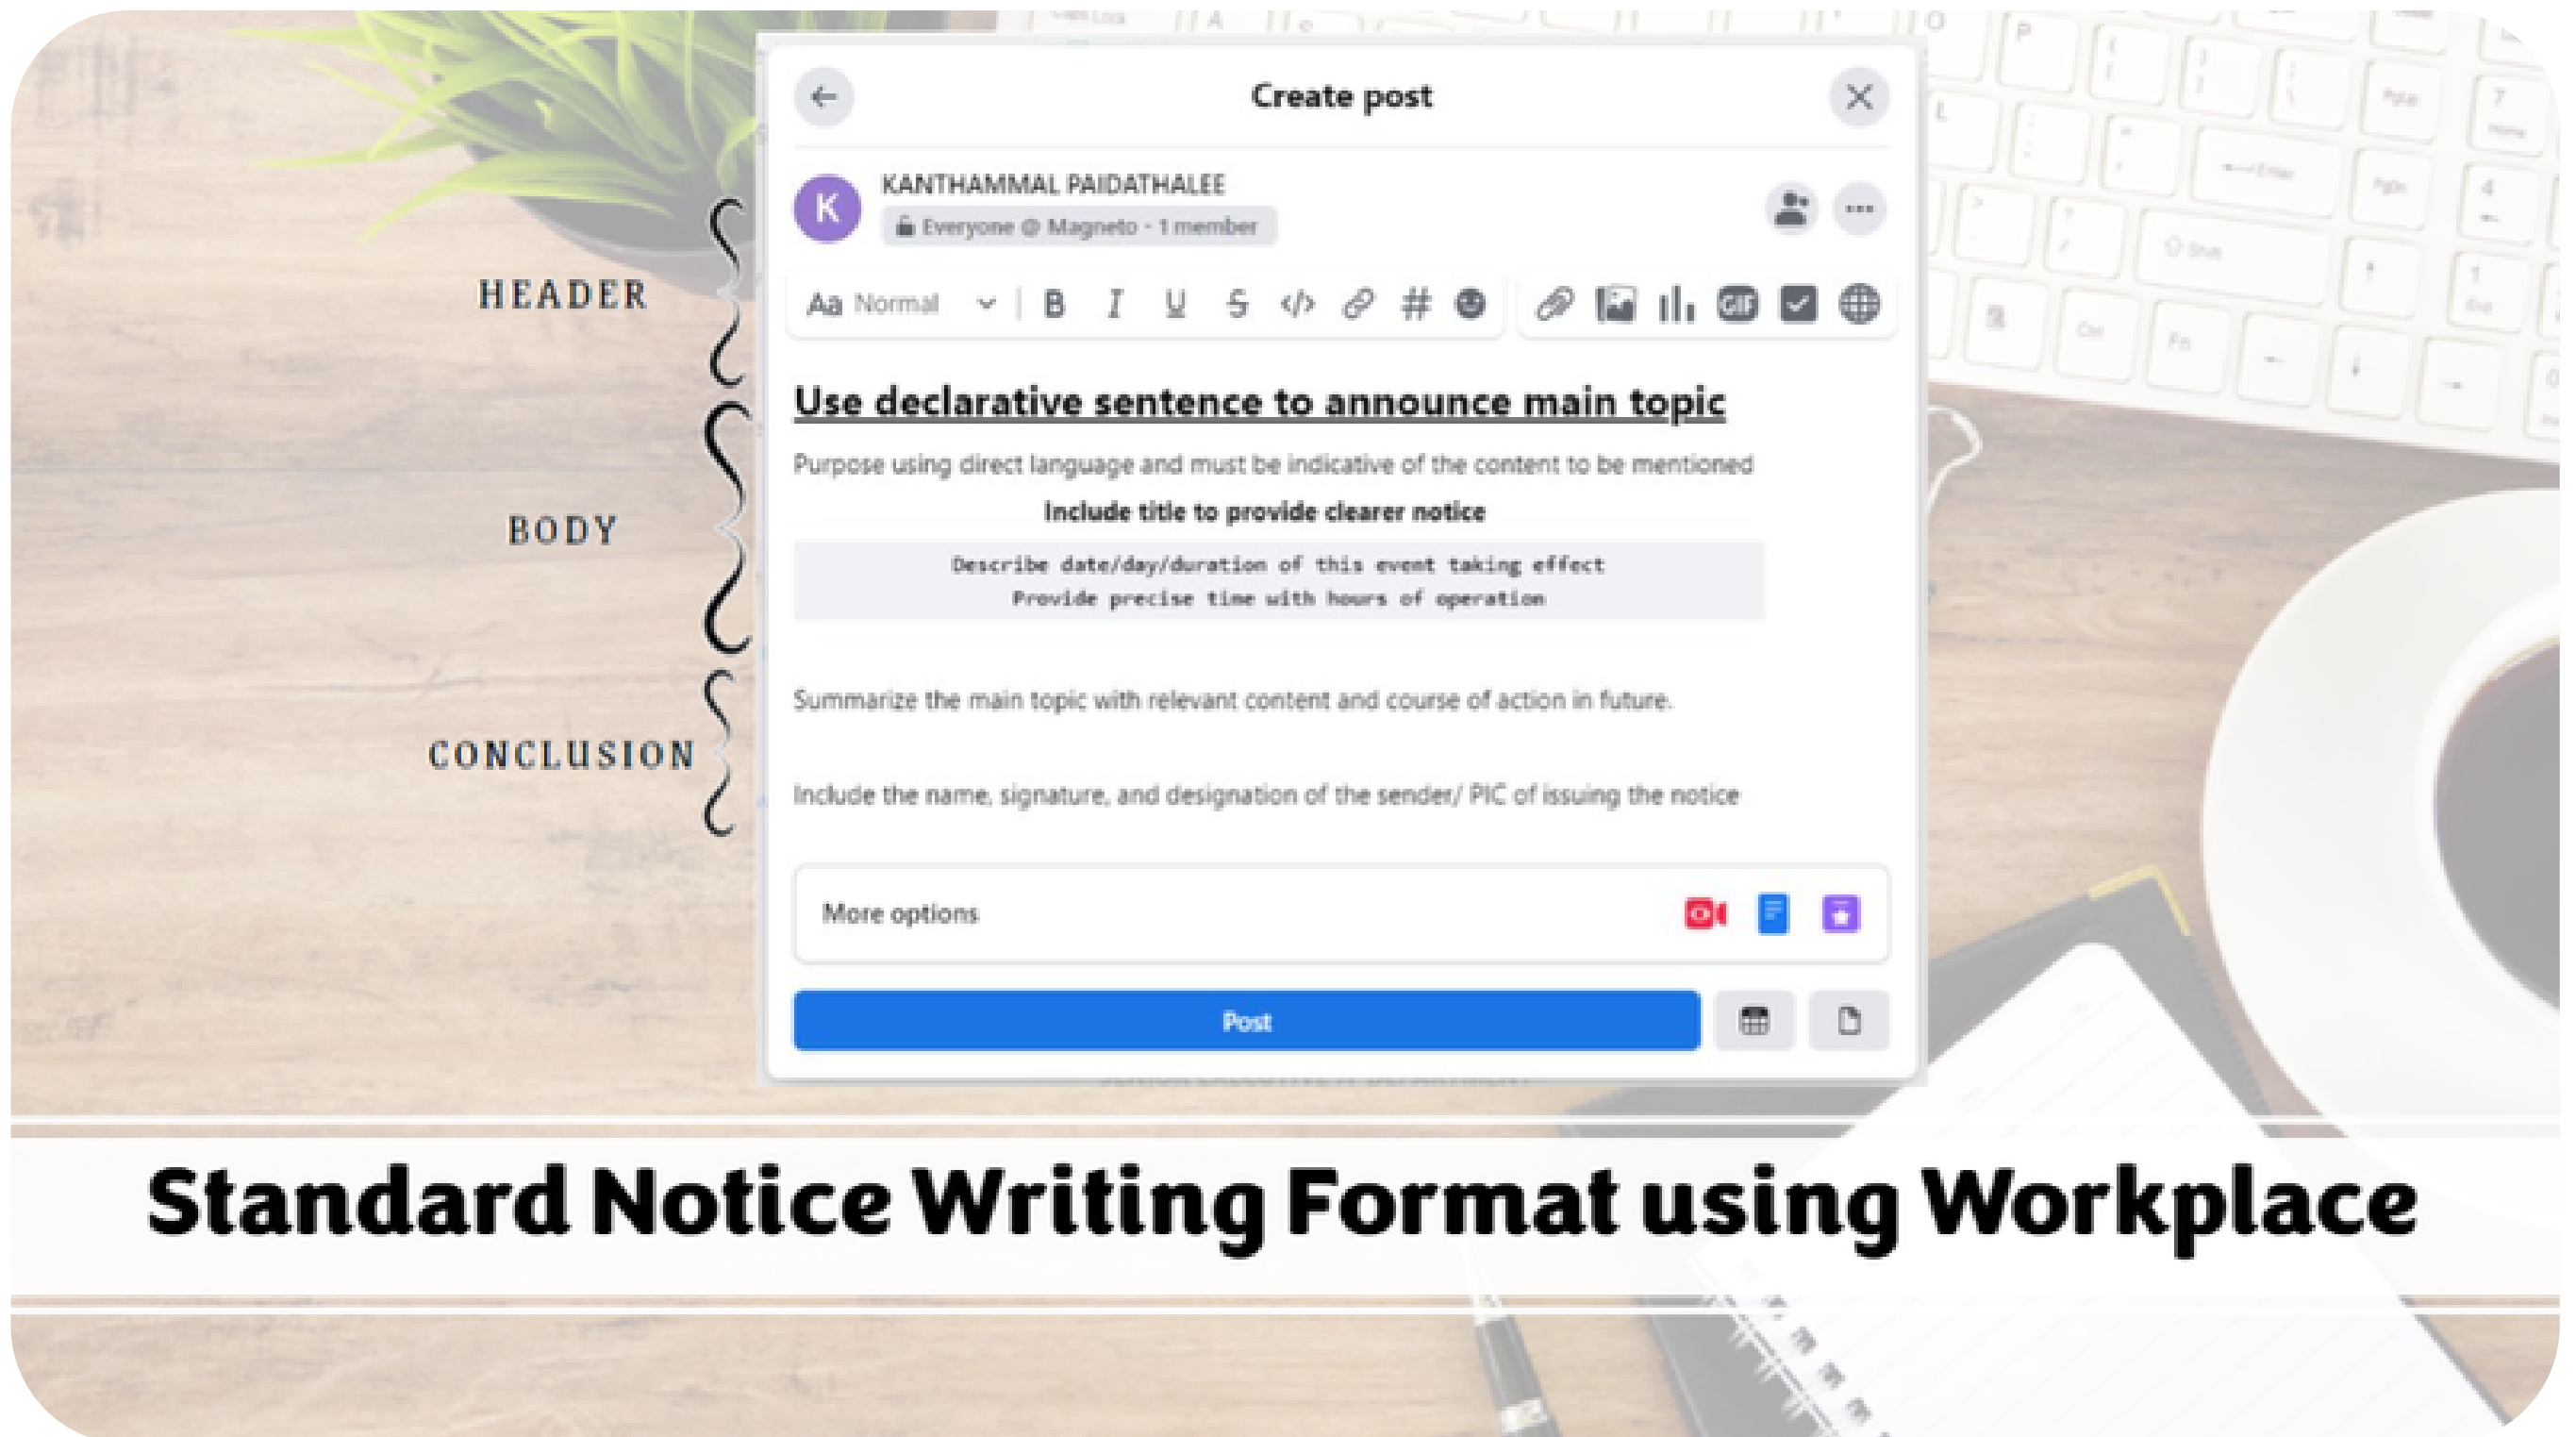 Create post
K
KANTHAMMAL PAIDATHALEE
Everyone @ Magneto - 1 member
HEADER
Aa Normal B I U S </> # GIF
Use declarative sentence to announce main topic
Purpose using direct language and must be indicative of the content to be mentioned
Include title to provide clearer notice
BODY
Describe date/day/duration of this event taking effect
Provide precise time with hours of operation
Summarize the main topic with relevant content and course of action in future.
CONCLUSION
Include the name, signature, and designation of the sender/ PIC of issuing the notice
More options
Post
Standard Notice Writing Format using Workplace